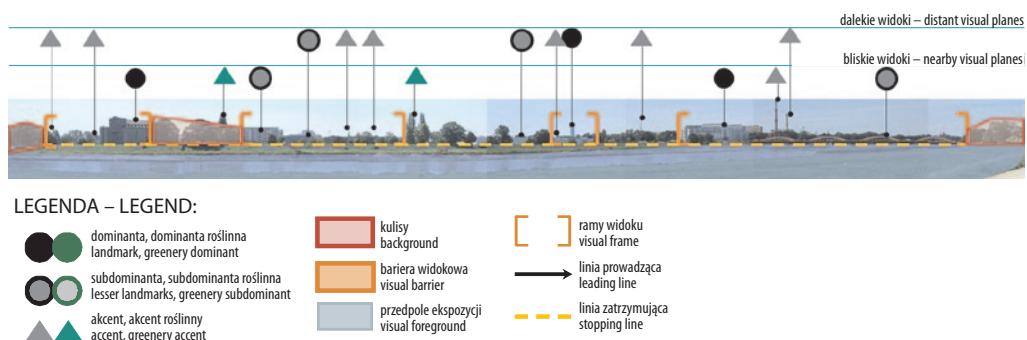 dalekie widoki – distant visual planes
bliskie widoki – nearby visual planes
LEGENDA – LEGEND:
dominanta, dominanta roślinna
landmark, greenery dominant
subdominanta, subdominanta roślinna
lesser landmarks, greenery subdominant
akcent, akcent roślinny
accent, greenery accent
kulisy
background
bariera widokowa
visual barrier
przedpole ekspozycji
visual foreground
ramy widoku
visual frame
linia prowadząca
leading line
linia zatrzymująca
stopping line